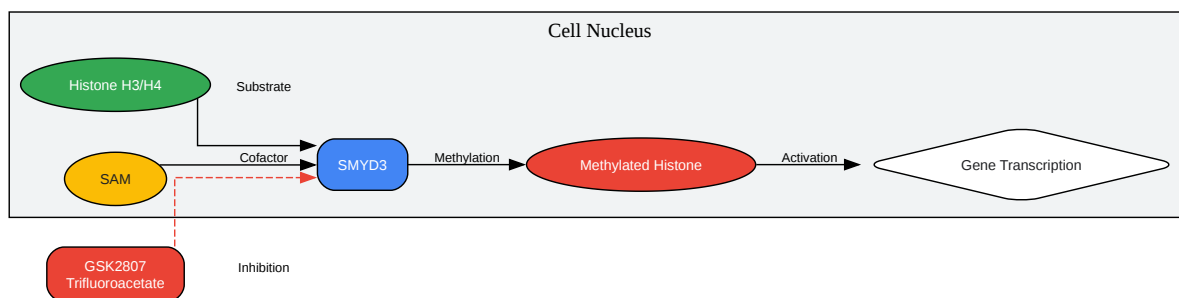 Cell Nucleus
Histone H3/H4
Substrate
SAM
Cofactor
SMYD3
Methylation
Methylated Histone
Activation
Gene Transcription
GSK2807
Trifluoroacetate
Inhibition